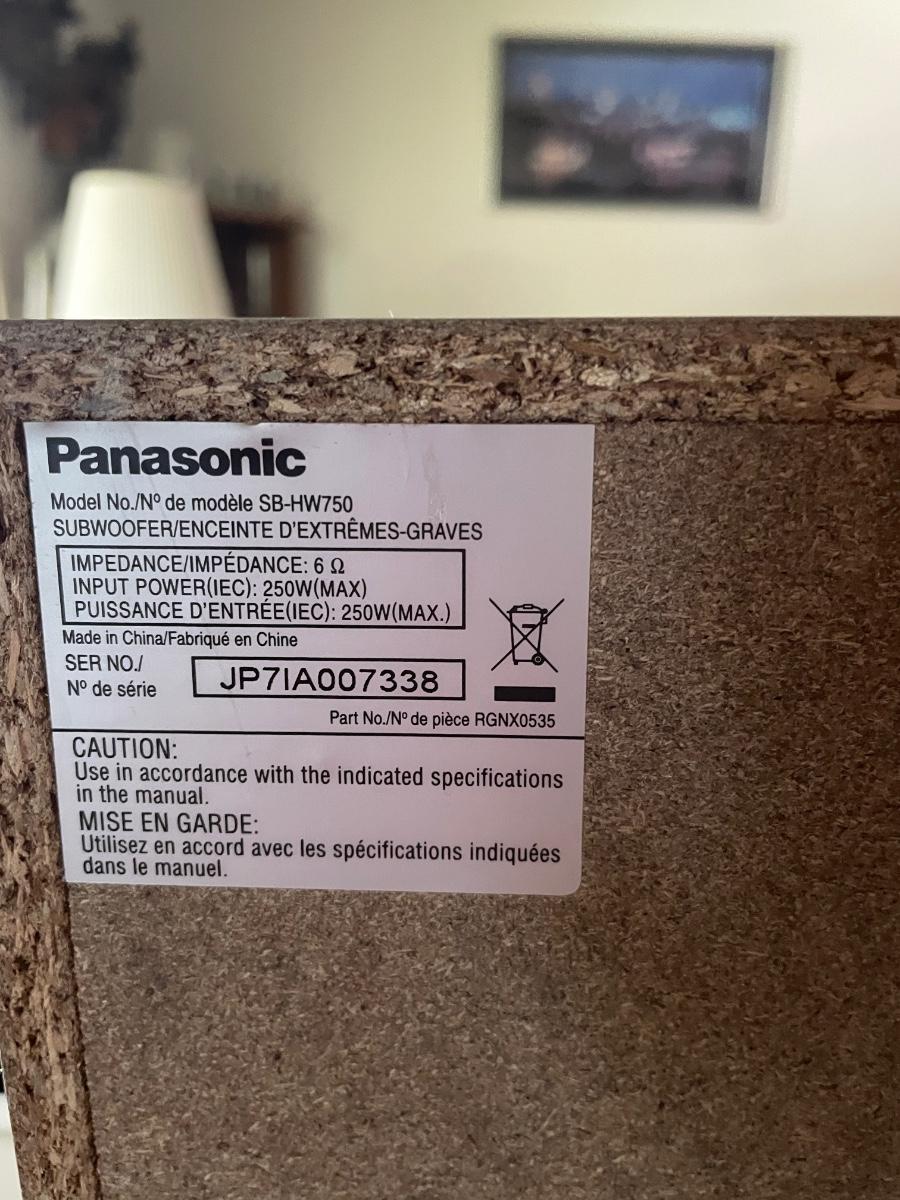 Panasonic
Model No./Nº de modèle SB-HW750
SUBWOOFER/ENCEINTE D'EXTRÊMES-GRAVES
IMPEDANCE/IMPÉDANCE: 6 Ω
INPUT POWER(IEC): 250W(MAX)
PUISSANCE D'ENTRÉE(IEC): 250W(MAX.)
Made in China/Fabriqué en Chine
SER NO./
Nº de série
JP7IA007338
Part No./Nº de pièce RGNX0535
CAUTION:
Use in accordance with the indicated specifications
in the manual.
MISE EN GARDE:
Utilisez en accord avec les spécifications indiquées
dans le manuel.